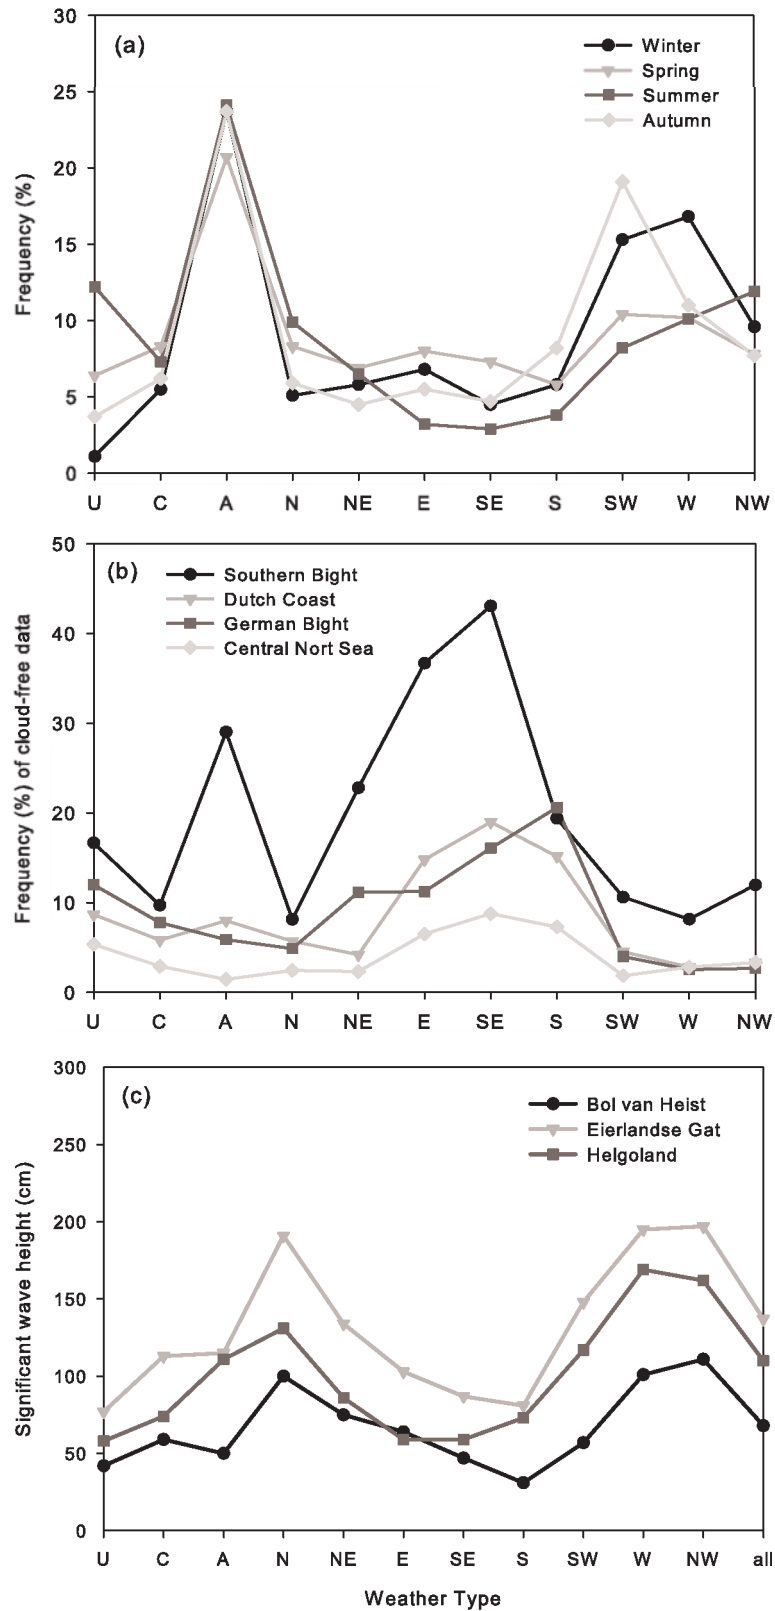 30
(a)
Winter
Spring
Summer
Autumn
25
20
15
10
5
0
Frequency (%)
U C A N NE E SE S SW W NW
50
(b)
Southern Bight
Dutch Coast
German Bight
Central Nort Sea
40
30
20
10
0
Frequency (%) of cloud-free data
U C A N NE E SE S SW W NW
300
(c)
Bol van Heist
Eierlandse Gat
Helgoland
250
200
150
100
50
0
Significant wave height (cm)
U C A N NE E SE S SW W NW all
Weather Type